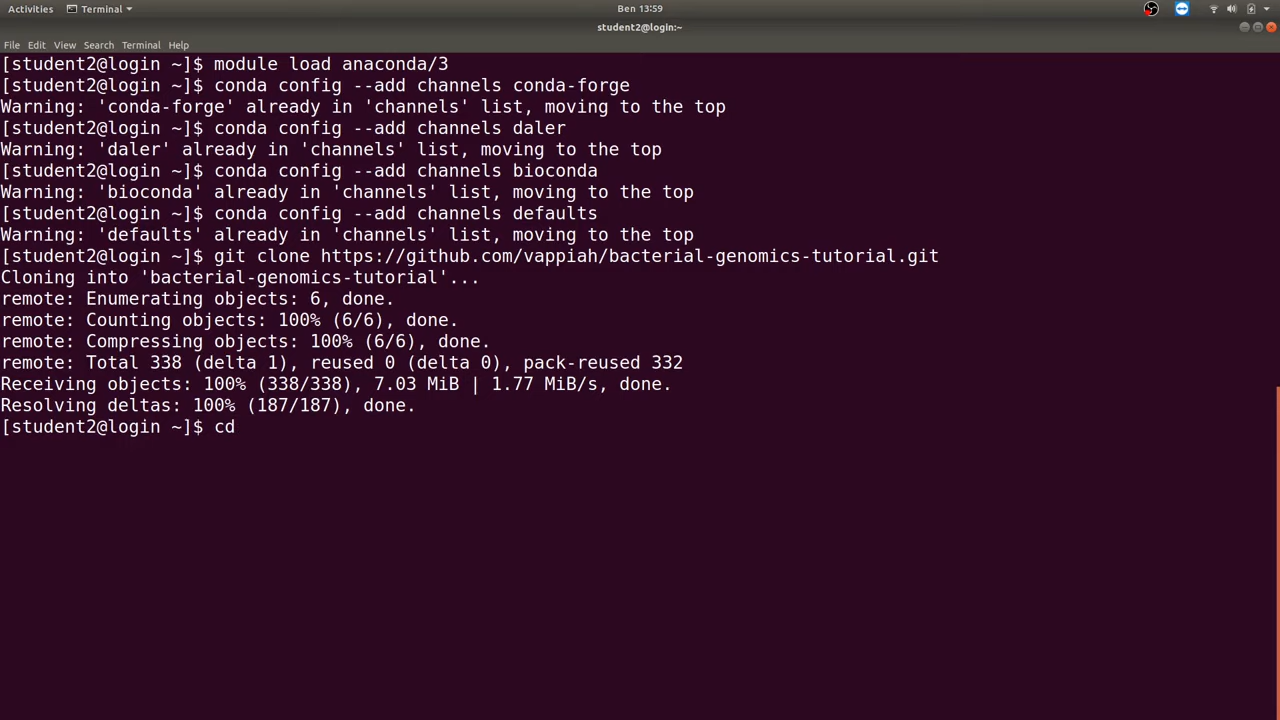 Activities Terminal Ben 13:59
student2@login:~
File Edit View Search Terminal Help
[student2@login ~]$ module load anaconda/3
[student2@login ~]$ conda config --add channels conda-forge
Warning: 'conda-forge' already in 'channels' list, moving to the top
[student2@login ~]$ conda config --add channels daler
Warning: 'daler' already in 'channels' list, moving to the top
[student2@login ~]$ conda config --add channels bioconda
Warning: 'bioconda' already in 'channels' list, moving to the top
[student2@login ~]$ conda config --add channels defaults
Warning: 'defaults' already in 'channels' list, moving to the top
[student2@login ~]$ git clone https://github.com/vappiah/bacterial-genomics-tutorial.git
Cloning into 'bacterial-genomics-tutorial'...
remote: Enumerating objects: 6, done.
remote: Counting objects: 100% (6/6), done.
remote: Compressing objects: 100% (6/6), done.
remote: Total 338 (delta 1), reused 0 (delta 0), pack-reused 332
Receiving objects: 100% (338/338), 7.03 MiB | 1.77 MiB/s, done.
Resolving deltas: 100% (187/187), done.
[student2@login ~]$ cd